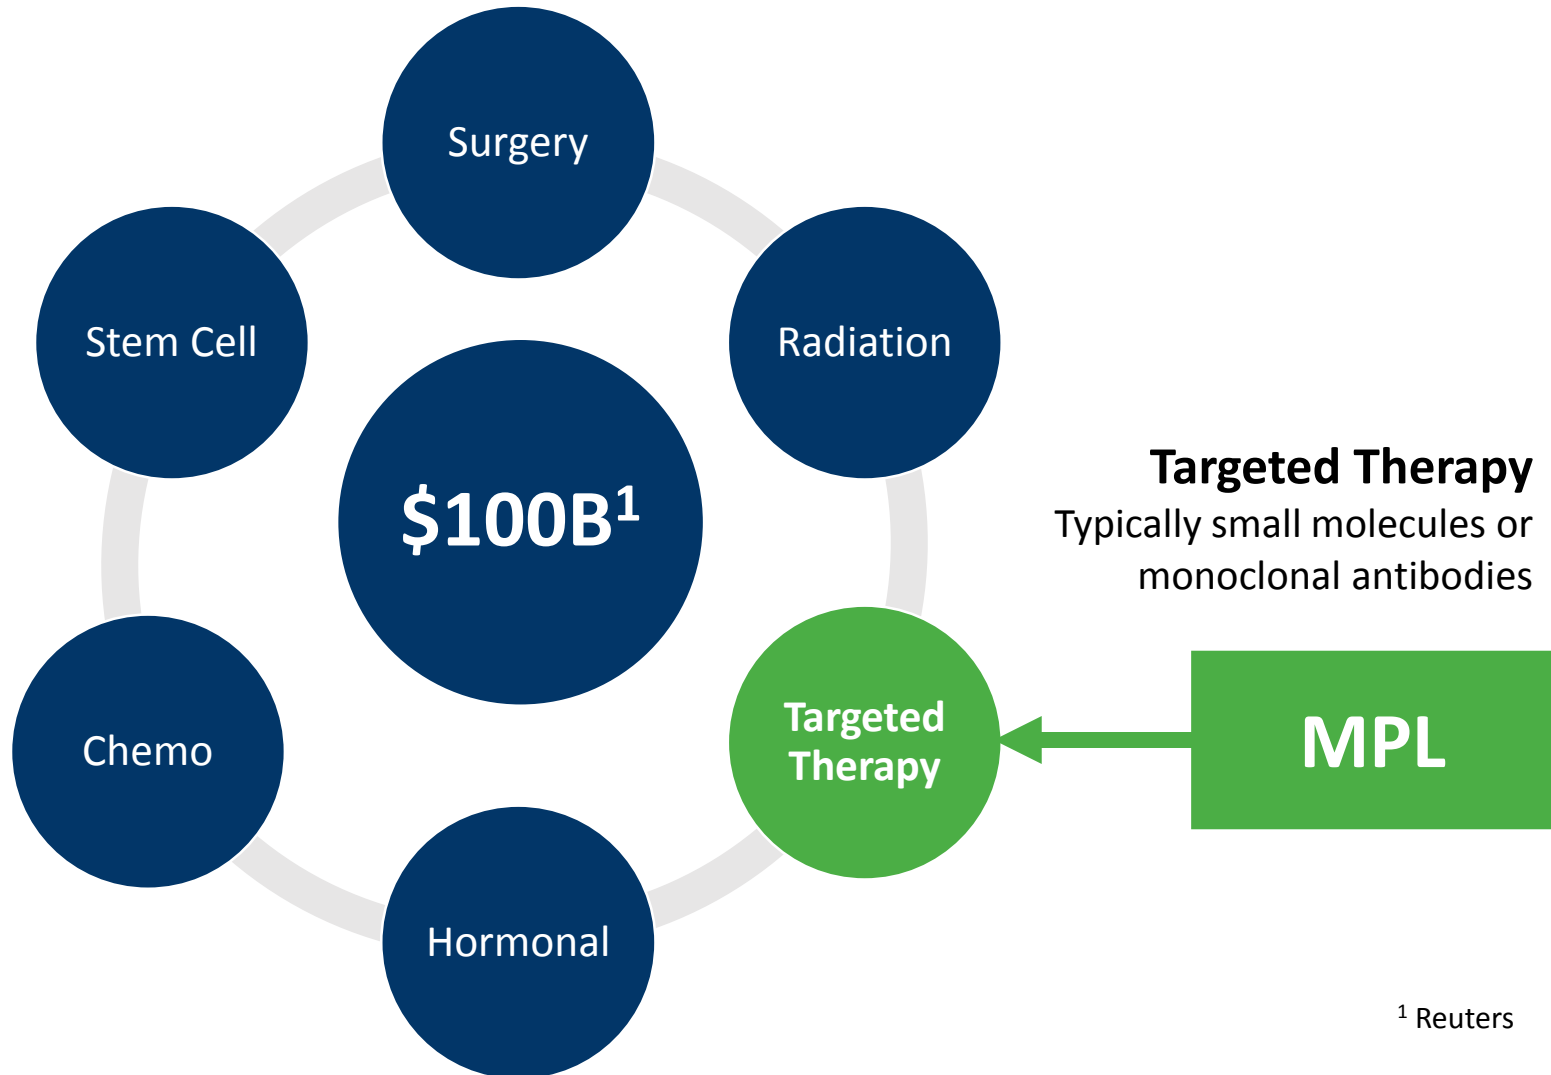 Surgery
Stem Cell
Radiation
$100B¹
Targeted Therapy
Typically small molecules or
monoclonal antibodies
Targeted
Therapy
MPL
Chemo
Hormonal
¹ Reuters